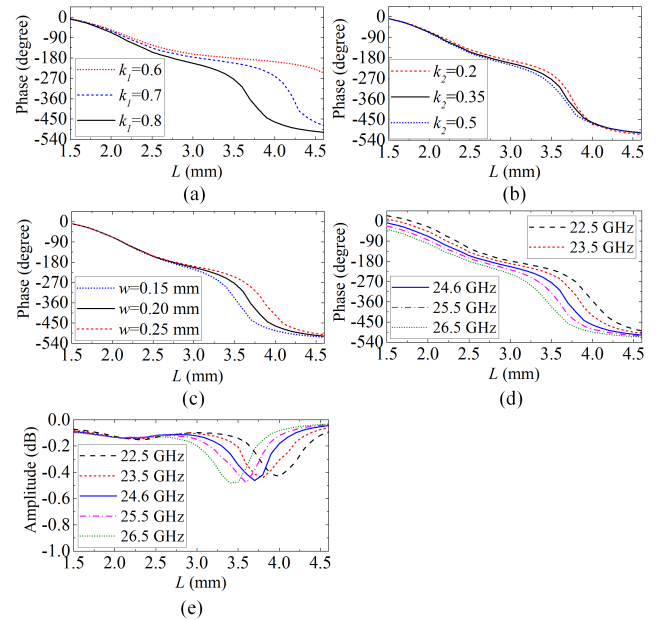 Phase (degree)
0
-90
-180
-270
-360
-450
-540
k1=0.6
k1=0.7
k1=0.8
1.5 2.0 2.5 3.0 3.5 4.0 4.5
L (mm)
(a)
Phase (degree)
0
-90
-180
-270
-360
-450
-540
k2=0.2
k2=0.35
k2=0.5
1.5 2.0 2.5 3.0 3.5 4.0 4.5
L (mm)
(b)
Phase (degree)
0
-90
-180
-270
-360
-450
-540
w=0.15 mm
w=0.20 mm
w=0.25 mm
1.5 2.0 2.5 3.0 3.5 4.0 4.5
L (mm)
(c)
Phase (degree)
0
-90
-180
-270
-360
-450
-540
22.5 GHz
23.5 GHz
24.6 GHz
25.5 GHz
26.5 GHz
1.5 2.0 2.5 3.0 3.5 4.0 4.5
L (mm)
(d)
Amplitude (dB)
0.0
-0.2
-0.4
-0.6
-0.8
-1.0
22.5 GHz
23.5 GHz
24.6 GHz
25.5 GHz
26.5 GHz
1.5 2.0 2.5 3.0 3.5 4.0 4.5
L (mm)
(e)